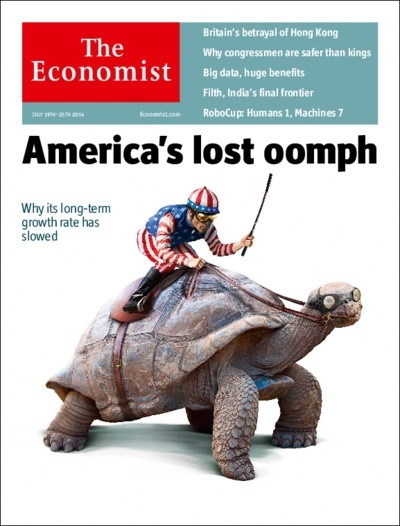 The
Economist
JULY 19TH–25TH 2014
Economist.com
Britain's betrayal of Hong Kong
Why congressmen are safer than kings
Big data, huge benefits
Filth, India's final frontier
RoboCup: Humans 1, Machines 7
America's lost oomph
Why its long-term
growth rate has
slowed